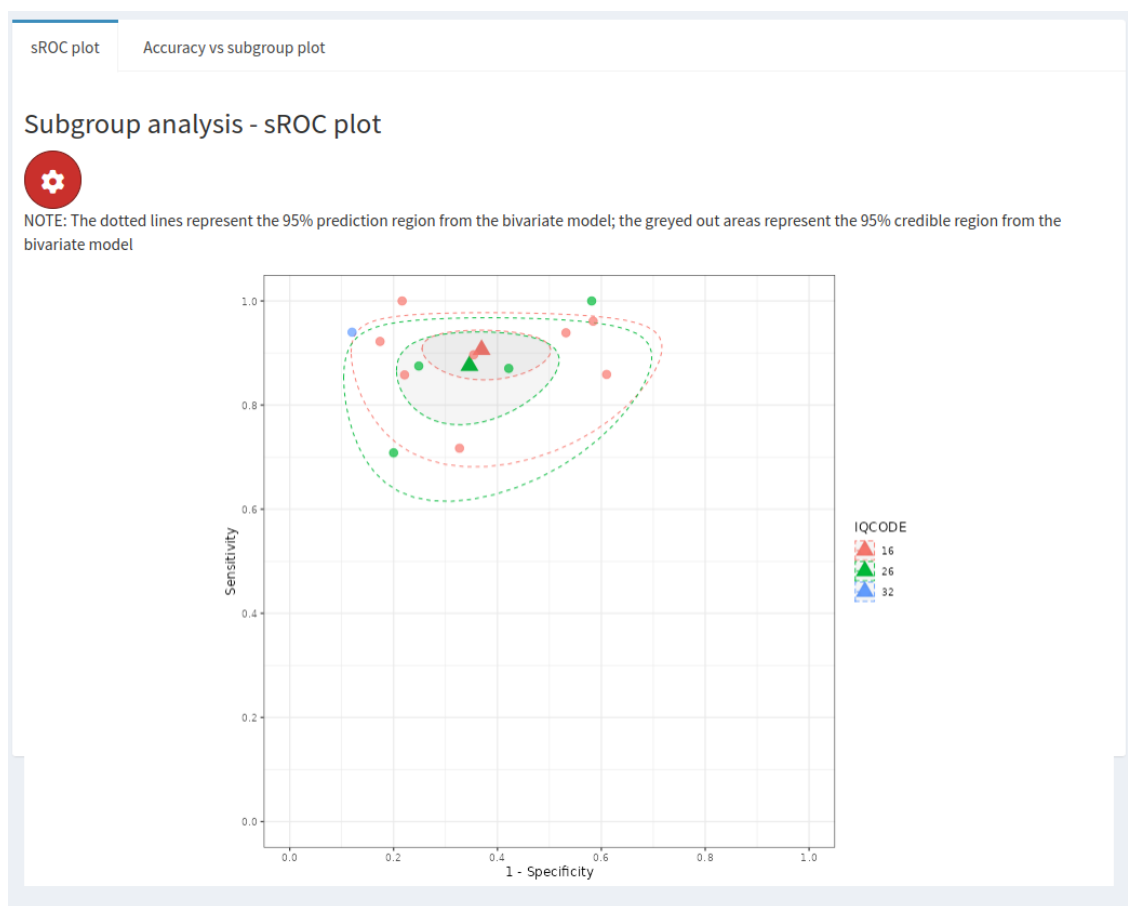 sROC plot
Accuracy vs subgroup plot
Subgroup analysis - sROC plot
NOTE: The dotted lines represent the 95% prediction region from the bivariate model; the greyed out areas represent the 95% credible region from the
bivariate model
1.0
0.8
0.6
0.4
0.2
0.0
Sensitivity
0.0 0.2 0.4 0.6 0.8 1.0
1 - Specificity
IQCODE
16
26
32